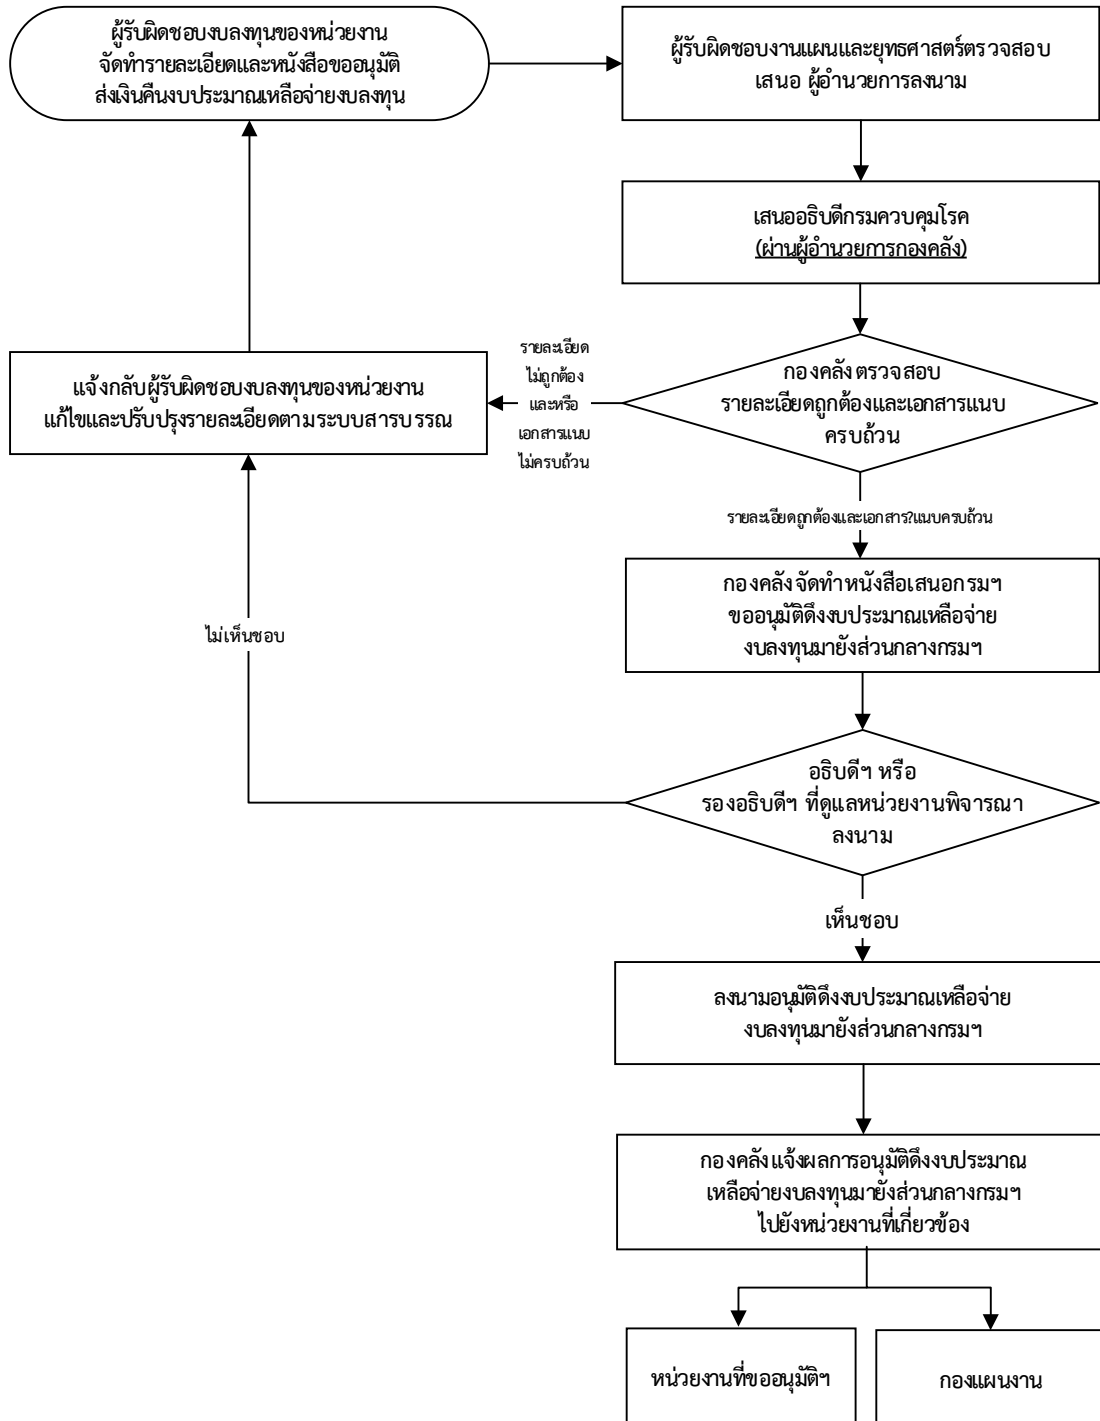 ผู้รับผิดชอบงบลงทุนของหน่วยงาน
จัดทำรายละเอียดและหนังสือขออนุมัติ
ส่งเงินคืนงบประมาณเหลือจ่ายงบลงทุน
ผู้รับผิดชอบงานแผนและยุทธศาสตร์ตรวจสอบ
เสนอ ผู้อำนวยการลงนาม
เสนออธิบดีกรมควบคุมโรค
(ผ่านผู้อำนวยการกองคลัง)
กองคลังตรวจสอบ
รายละเอียดถูกต้องและเอกสารแนบ
ครบถ้วน
รายละเอียด
ไม่ถูกต้อง
และหรือ
เอกสารแนบ
ไม่ครบถ้วน
แจ้งกลับผู้รับผิดชอบงบลงทุนของหน่วยงาน
แก้ไขและปรับปรุงรายละเอียดตามระบบสารบรรณ
รายละเอียดถูกต้องและเอกสาร?แนบครบถ้วน
กองคลังจัดทำหนังสือเสนอกรมฯ
ขออนุมัติดึงงบประมาณเหลือจ่าย
งบลงทุนมายังส่วนกลางกรมฯ
ไม่เห็นชอบ
อธิบดีฯ หรือ
รองอธิบดีฯ ที่ดูแลหน่วยงานพิจารณา
ลงนาม
เห็นชอบ
ลงนามอนุมัติดึงงบประมาณเหลือจ่าย
งบลงทุนมายังส่วนกลางกรมฯ
กองคลังแจ้งผลการอนุมัติดึงงบประมาณ
เหลือจ่ายงบลงทุนมายังส่วนกลางกรมฯ
ไปยังหน่วยงานที่เกี่ยวข้อง
หน่วยงานที่ขออนุมัติฯ
กองแผนงาน